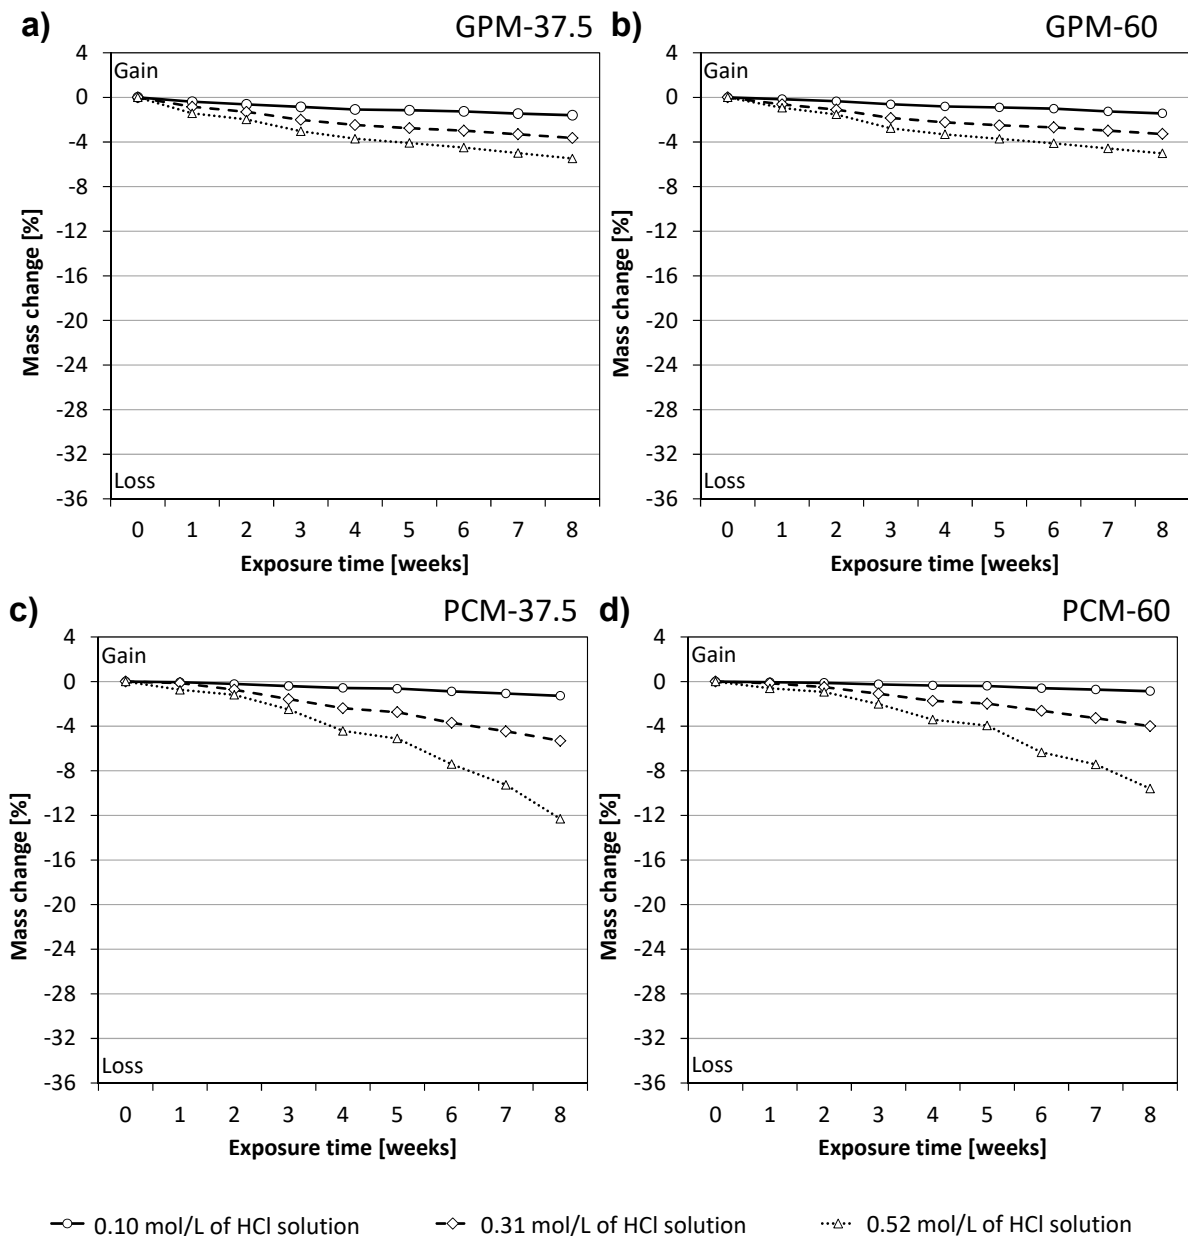 a) GPM-37.5
4
Gain
0
-4
-8
-12
-16
-20
-24
-28
-32
Loss
-36
Mass change [%]
0 1 2 3 4 5 6 7 8
Exposure time [weeks]
b) GPM-60
4
Gain
0
-4
-8
-12
-16
-20
-24
-28
-32
Loss
-36
Mass change [%]
0 1 2 3 4 5 6 7 8
Exposure time [weeks]
c) PCM-37.5
4
Gain
0
-4
-8
-12
-16
-20
-24
-28
-32
Loss
-36
Mass change [%]
0 1 2 3 4 5 6 7 8
Exposure time [weeks]
d) PCM-60
4
Gain
0
-4
-8
-12
-16
-20
-24
-28
-32
Loss
-36
Mass change [%]
0 1 2 3 4 5 6 7 8
Exposure time [weeks]
0.10 mol/L of HCl solution
0.31 mol/L of HCl solution
0.52 mol/L of HCl solution